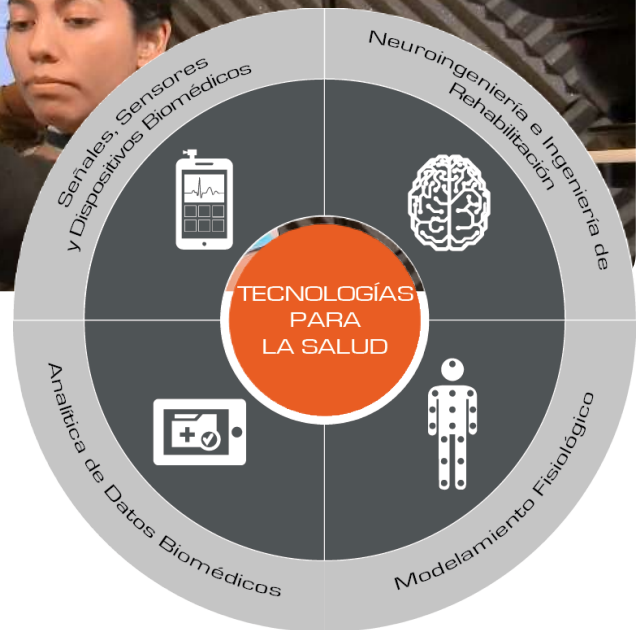 Señales, Sensores
y Dispositivos Biomédicos
Neuroingeniería e Ingeniería de
Rehabilitación
TECNOLOGÍAS
PARA
LA SALUD
Analítica de Datos Biomédicos
Modelamiento Fisiológico